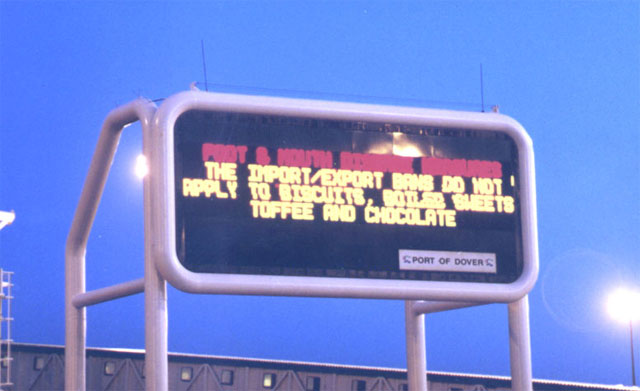 FOOT & MOUTH DISEASE MEASURES
THE IMPORT/EXPORT BANS DO NOT
APPLY TO BISCUITS, BOILED SWEETS
TOFFEE AND CHOCOLATE
PORT OF DOVER